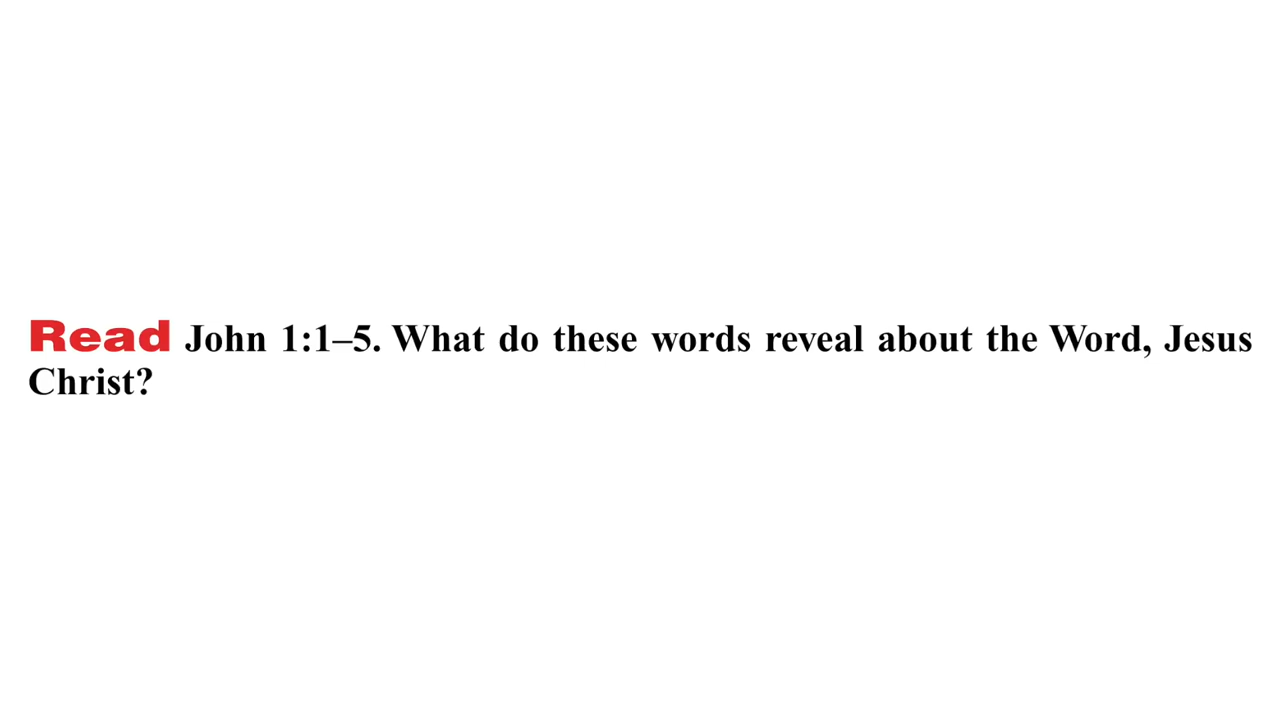 Read John 1:1–5. What do these words reveal about the Word, Jesus
Christ?